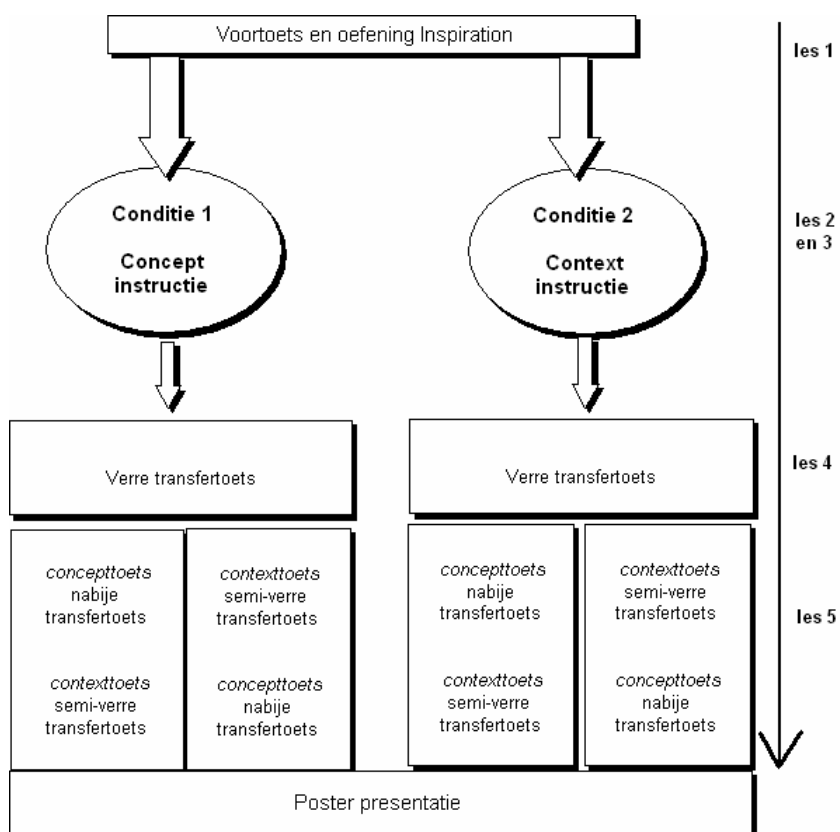 Voortoets en oefening Inspiration
les 1
Conditie 1
Concept
instructie
Conditie 2
Context
instructie
les 2
en 3
Verre transfertoets
Verre transfertoets
les 4
concepttoets
nabije
transfertoets
contexttoets
semi-verre
transfertoets
contexttoets
semi-verre
transfertoets
concepttoets
nabije
transfertoets
concepttoets
nabije
transfertoets
contexttoets
semi-verre
transfertoets
contexttoets
semi-verre
transfertoets
concepttoets
nabije
transfertoets
les 5
Poster presentatie